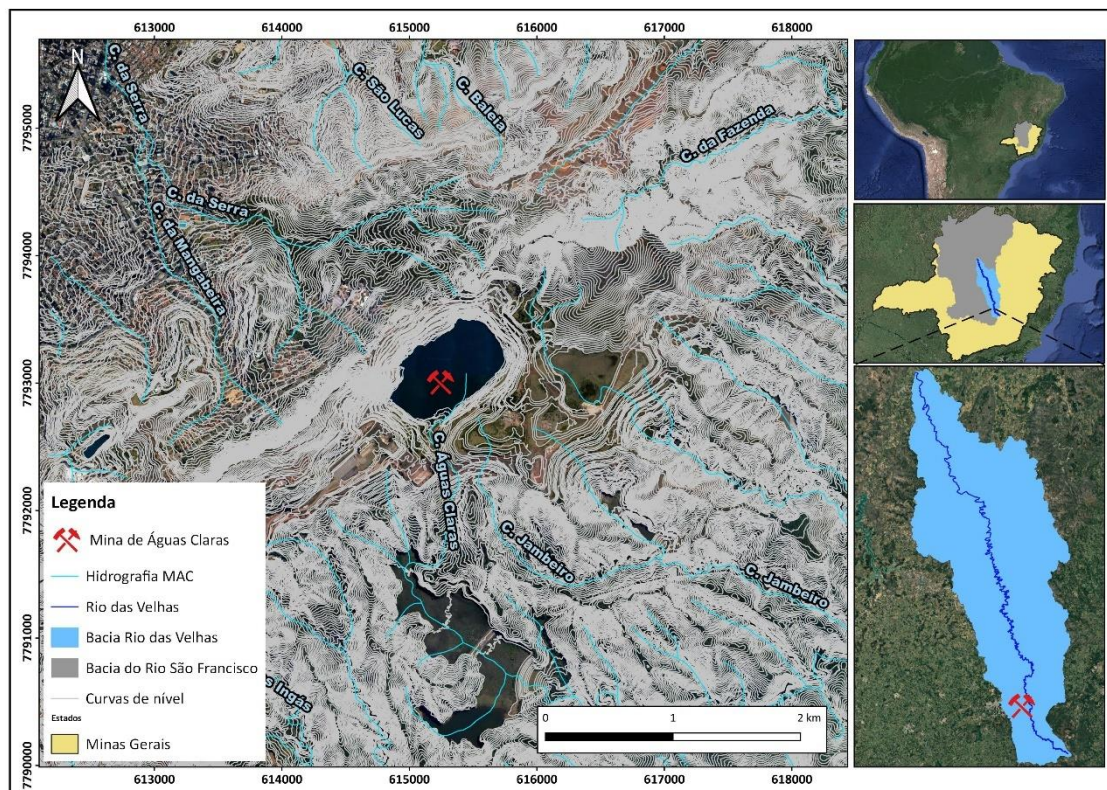 613000
614000
615000
616000
617000
618000
7795000
7794000
7793000
7792000
7791000
7790000
N
C. da Serra
C. São Lucas
C. Baleia
C. da Fazenda
C. da Serra
C. da Mangabeira
C. Águas Claras
C. Jambeiro
C. Jambeiro
s Ingás
Legenda
Mina de Águas Claras
Hidrografia MAC
Rio das Velhas
Bacia Rio das Velhas
Bacia do Rio São Francisco
Curvas de nível
Estados
Minas Gerais
0 1 2 km
613000
614000
615000
616000
617000
618000